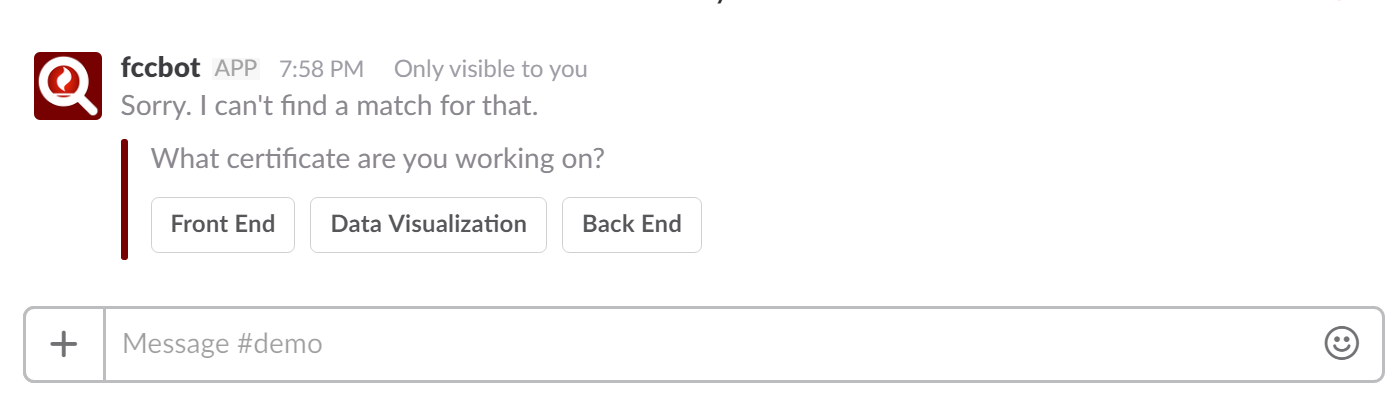 fccbot APP 7:58 PM Only visible to you
Sorry. I can't find a match for that.
What certificate are you working on?
Front End Data Visualization Back End
Message #demo